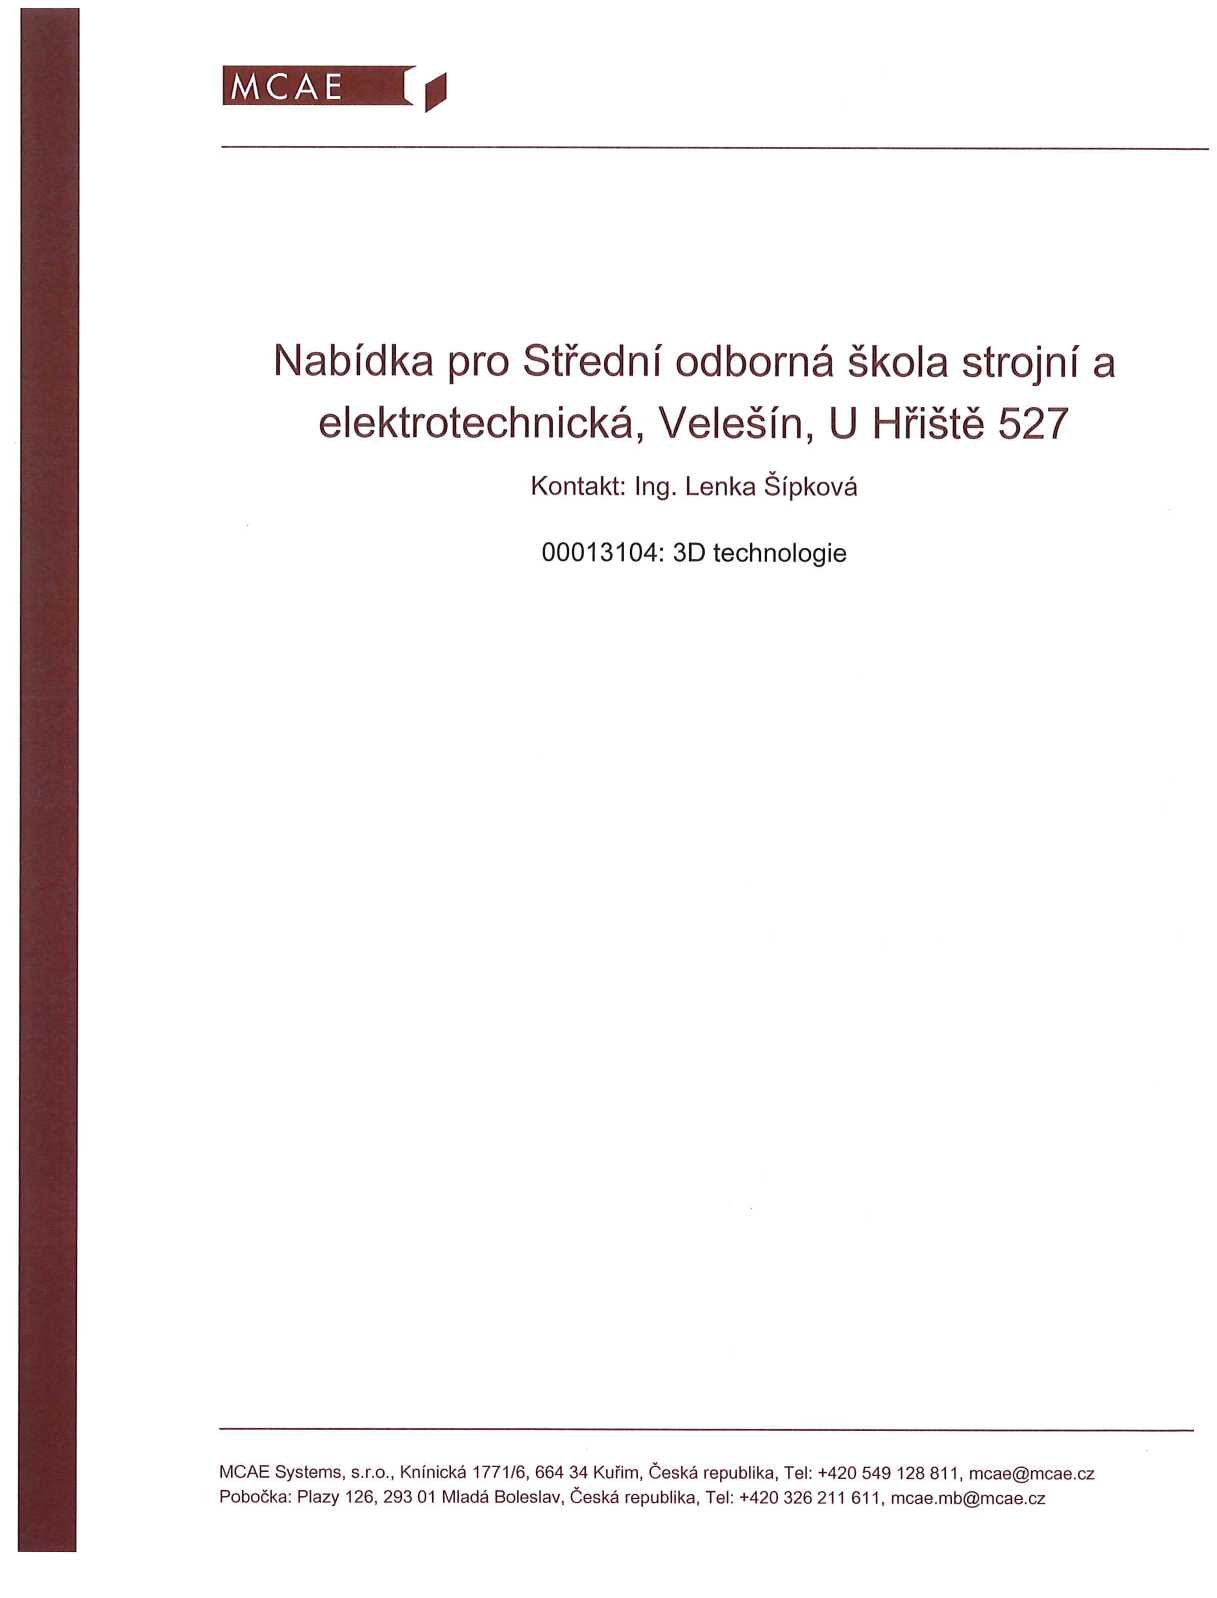 MCAE
Nabídka pro Střední odborná škola strojní a
elektrotechnická, Velešín, U Hřiště 527
Kontakt: Ing. Lenka Šípková
00013104: 3D technologie
MCAE Systems, s.r.o., Knínická 1771/6, 664 34 Kuřim, Česká republika, Tel: +420 549 128 811, mcae@mcae.cz
Pobočka: Plazy 126, 293 01 Mladá Boleslav, Česká republika, Tel: +420 326 211 611, mcae.mb@mcae.cz